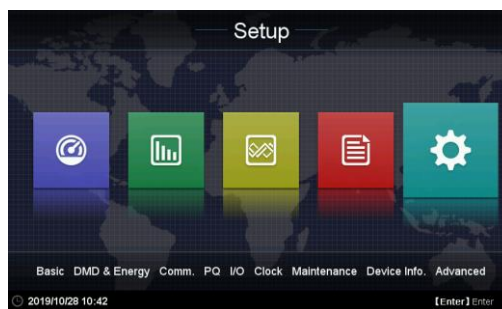 Setup
Basic DMD & Energy Comm. PQ I/O Clock Maintenance Device Info. Advanced
2019/10/28 10:42 【Enter】Enter